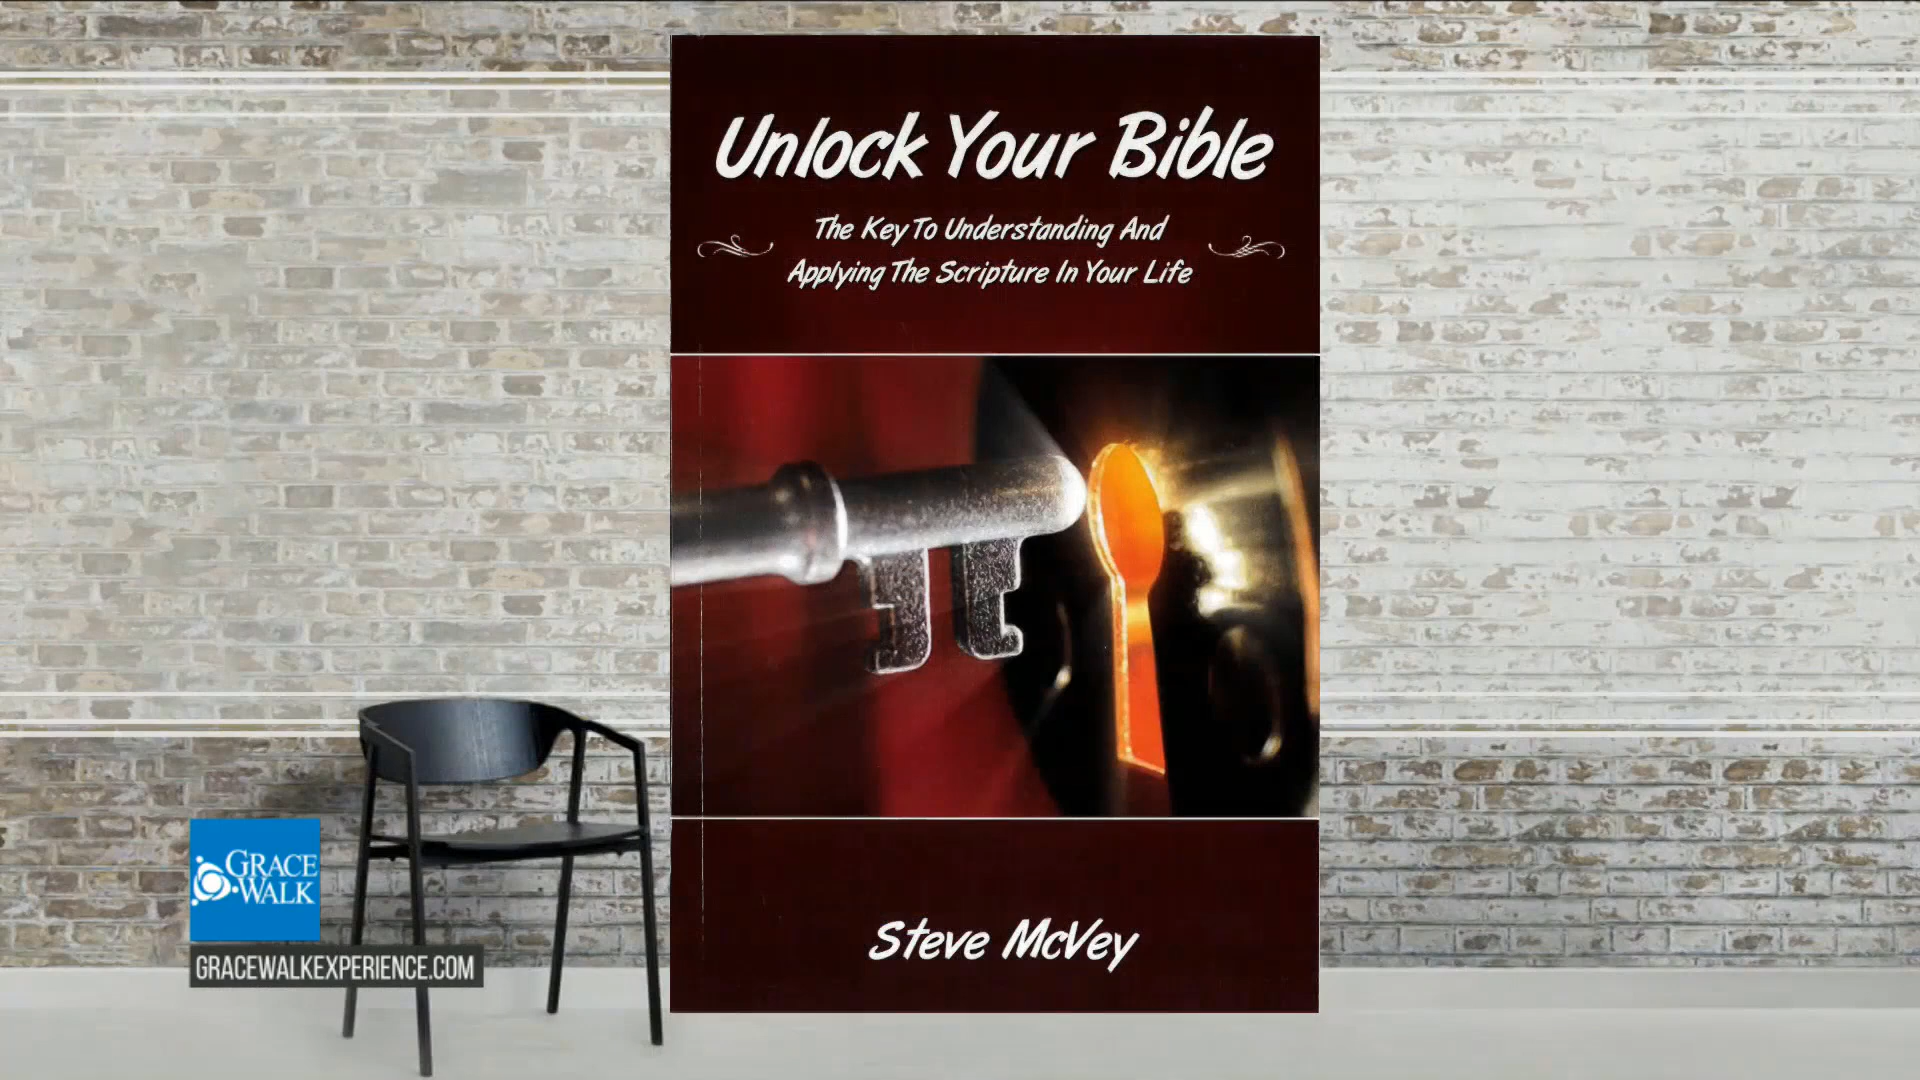 Unlock Your Bible
The Key To Understanding And
Applying The Scripture In Your Life
Steve McVey
GRACE
WALK
GRACEWALKEXPERIENCE.COM